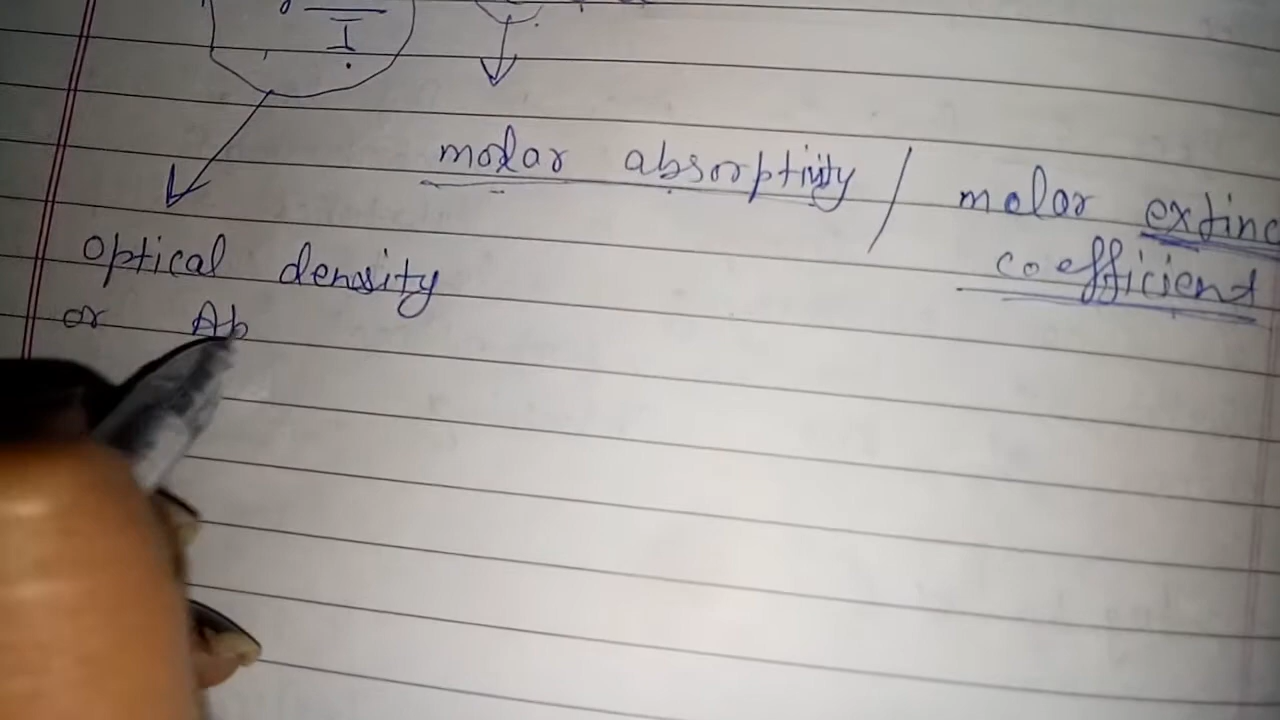 I
molar absorptivity / molar extinc
coefficient
optical density
or Ab